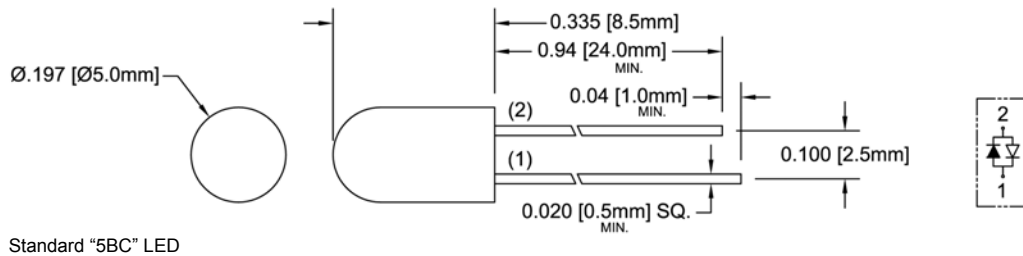 0.335 [8.5mm]
0.94 [24.0mm]
MIN.
Ø.197 [Ø5.0mm]
0.04 [1.0mm]
MIN.
(2)
(1)
0.100 [2.5mm]
0.020 [0.5mm] SQ.
MIN.
2
1
Standard “5BC” LED